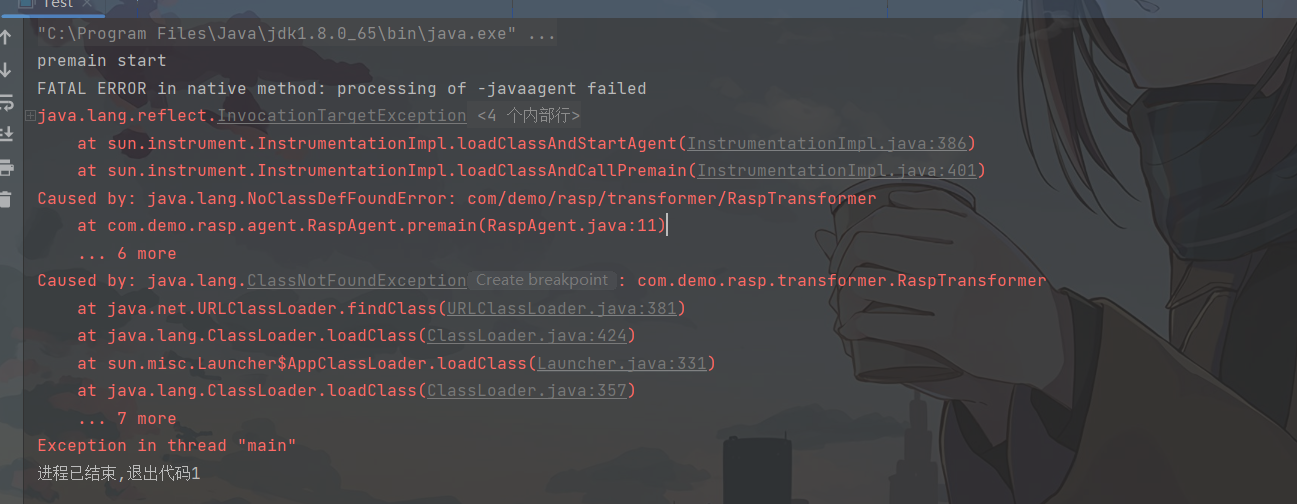 Test
"C:\Program Files\Java\jdk1.8.0_65\bin\java.exe" ...
premain start
FATAL ERROR in native method: processing of -javaagent failed
java.lang.reflect.InvocationTargetException <4 个内部行>
at sun.instrument.InstrumentationImpl.loadClassAndStartAgent(InstrumentationImpl.java:386)
at sun.instrument.InstrumentationImpl.loadClassAndCallPremain(InstrumentationImpl.java:401)
Caused by: java.lang.NoClassDefFoundError: com/demo/rasp/transformer/RaspTransformer
at com.demo.rasp.agent.RaspAgent.premain(RaspAgent.java:11)
... 6 more
Caused by: java.lang.ClassNotFoundException Create breakpoint : com.demo.rasp.transformer.RaspTransformer
at java.net.URLClassLoader.findClass(URLClassLoader.java:381)
at java.lang.ClassLoader.loadClass(ClassLoader.java:424)
at sun.misc.Launcher$AppClassLoader.loadClass(Launcher.java:331)
at java.lang.ClassLoader.loadClass(ClassLoader.java:357)
... 7 more
Exception in thread "main"
进程已结束,退出代码1